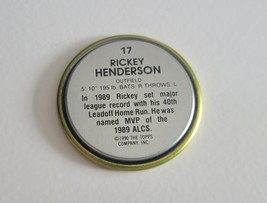 17
RICKEY
HENDERSON
OUTFIELD
5' 10" 195 lb. BATS: R THROWS: L
In 1989 Rickey set major
league record with his 40th
Leadoff Home Run. He was
named MVP of the
1989 ALCS.
©1990 THE TOPPS
COMPANY, INC.